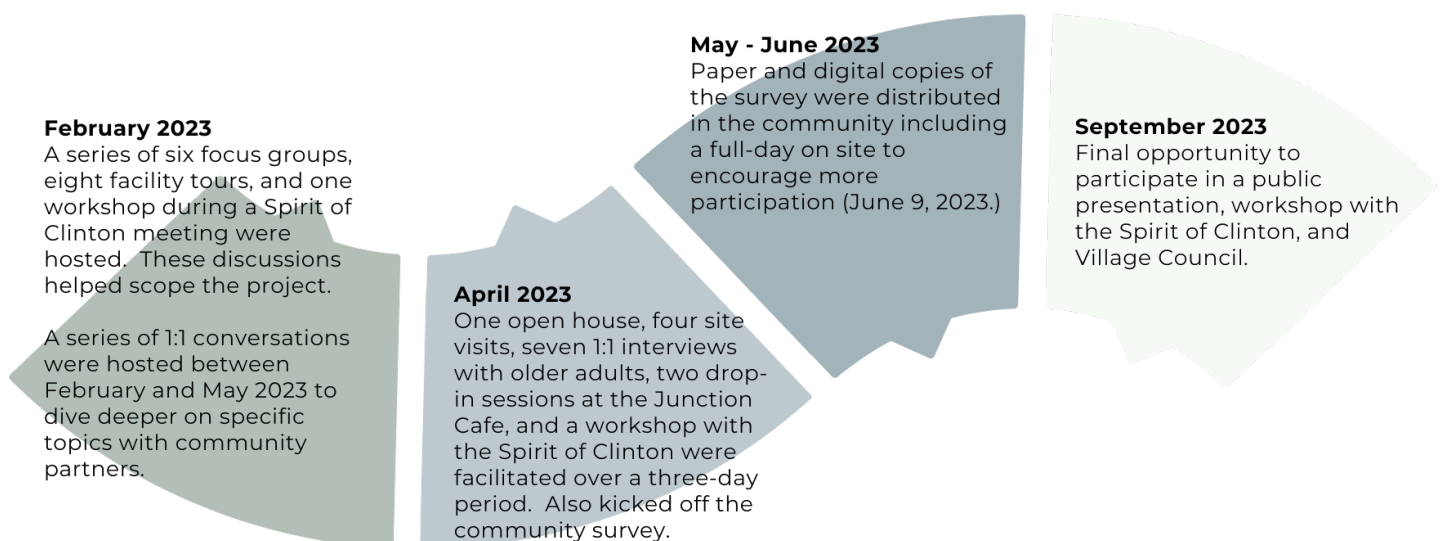 February 2023
A series of six focus groups,
eight facility tours, and one
workshop during a Spirit of
Clinton meeting were
hosted.  These discussions
helped scope the project.
A series of 1:1 conversations
were hosted between
February and May 2023 to
dive deeper on specific
topics with community
partners.
April 2023
One open house, four site
visits, seven 1:1 interviews
with older adults, two drop-
in sessions at the Junction
Cafe, and a workshop with
the Spirit of Clinton were
facilitated over a three-day
period.  Also kicked off the
community survey.
May - June 2023
Paper and digital copies of
the survey were distributed
in the community including
a full-day on site to
encourage more
participation (June 9, 2023.)
September 2023
Final opportunity to
participate in a public
presentation, workshop with
the Spirit of Clinton, and
Village Council.